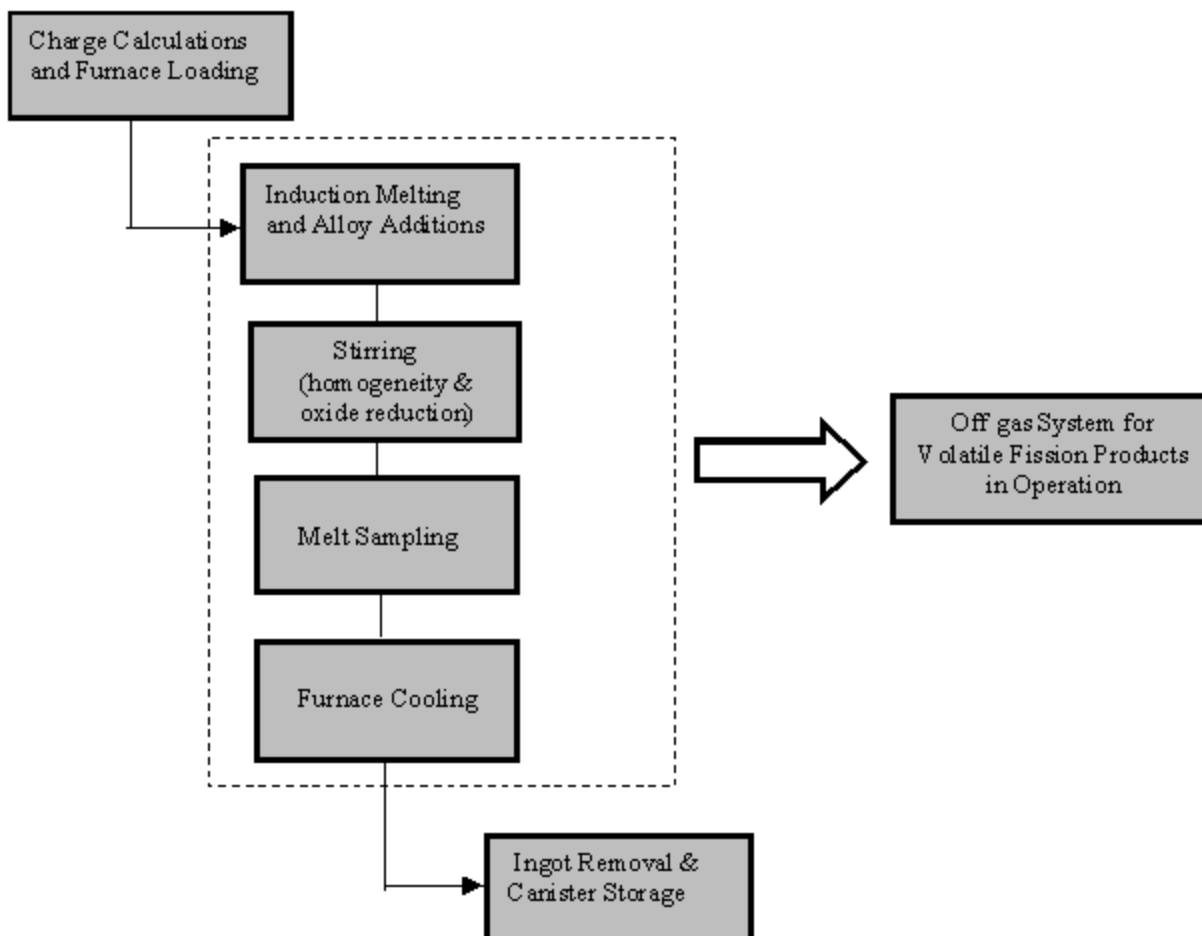 Charge Calculations
and Furnace Loading
Induction Melting
and Alloy Additions
Stirring
(homogeneity &
oxide reduction)
Melt Sampling
Furnace Cooling
Off gas System for
Volatile Fission Products
in Operation
Ingot Removal &
Canister Storage